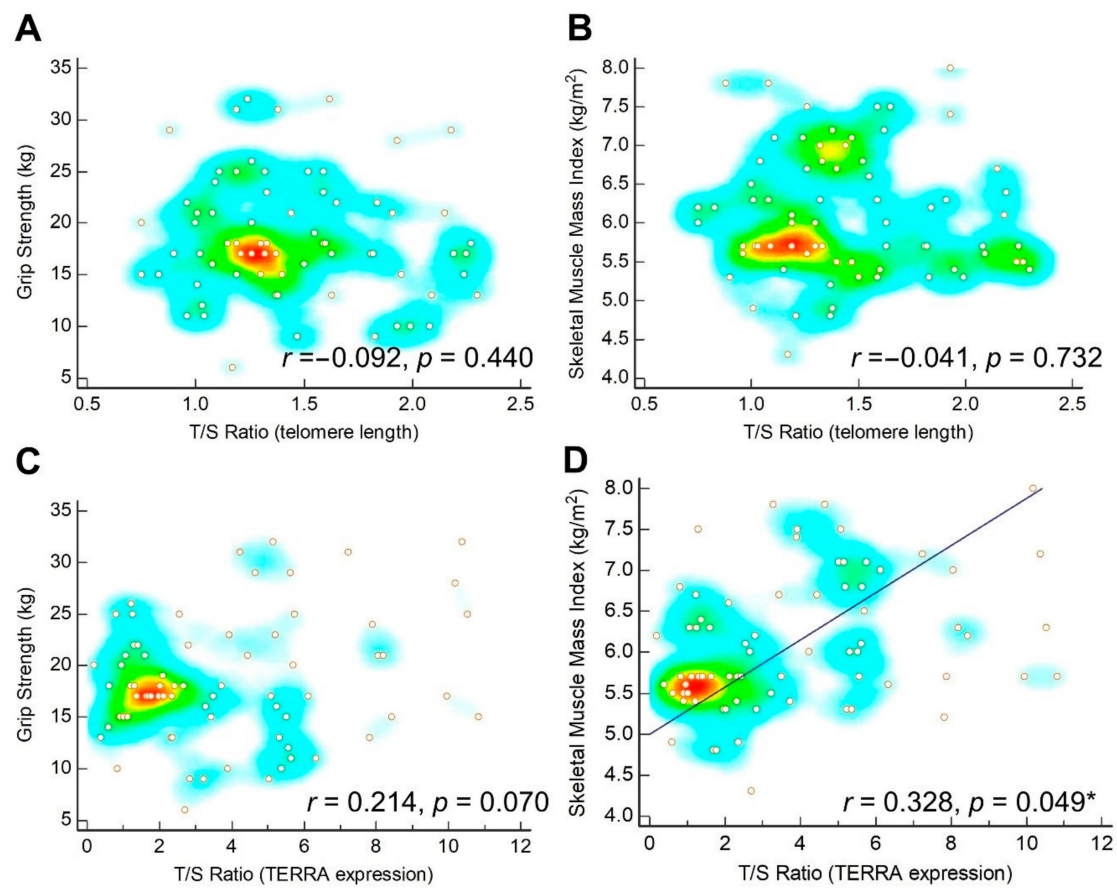 A
Grip Strength (kg)
35
30
25
20
15
10
5
r =−0.092, p = 0.440
0.5 1.0 1.5 2.0 2.5
T/S Ratio (telomere length)
B
Skeletal Muscle Mass Index (kg/m²)
8.0
7.5
7.0
6.5
6.0
5.5
5.0
4.5
4.0
r =−0.041, p = 0.732
0.5 1.0 1.5 2.0 2.5
T/S Ratio (telomere length)
C
Grip Strength (kg)
35
30
25
20
15
10
5
r = 0.214, p = 0.070
0 2 4 6 8 10 12
T/S Ratio (TERRA expression)
D
Skeletal Muscle Mass Index (kg/m²)
8.0
7.5
7.0
6.5
6.0
5.5
5.0
4.5
4.0
r = 0.328, p = 0.049*
0 2 4 6 8 10 12
T/S Ratio (TERRA expression)